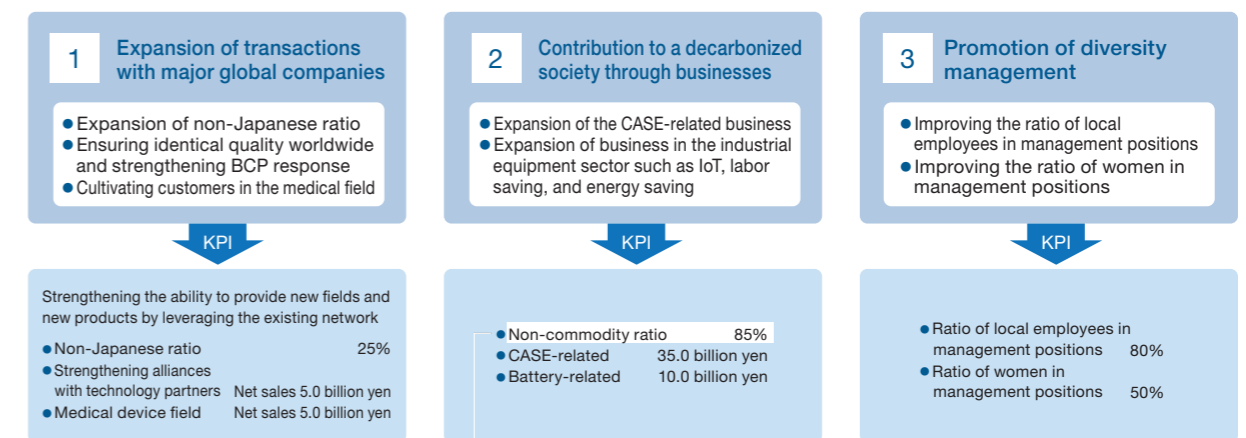 1
Expansion of transactions
with major global companies
● Expansion of non-Japanese ratio
● Ensuring identical quality worldwide
and strengthening BCP response
● Cultivating customers in the medical field
KPI
Strengthening the ability to provide new fields and
new products by leveraging the existing network
● Non-Japanese ratio 25%
● Strengthening alliances
with technology partners Net sales 5.0 billion yen
● Medical device field Net sales 5.0 billion yen
2
Contribution to a decarbonized
society through businesses
● Expansion of the CASE-related business
● Expansion of business in the industrial
equipment sector such as IoT, labor
saving, and energy saving
KPI
● Non-commodity ratio 85%
● CASE-related 35.0 billion yen
● Battery-related 10.0 billion yen
3
Promotion of diversity
management
● Improving the ratio of local
employees in management positions
● Improving the ratio of women in
management positions
KPI
● Ratio of local employees in
management positions 80%
● Ratio of women in
management positions 50%